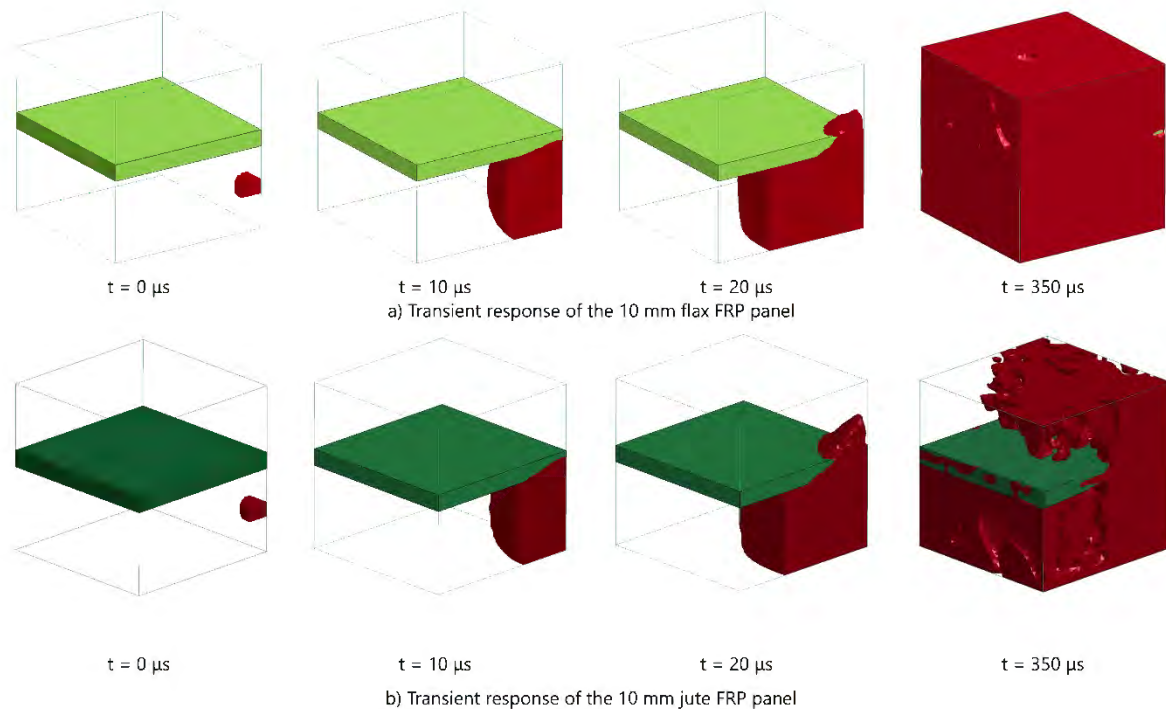 t = 0 µs t = 10 µs t = 20 µs t = 350 µs
a) Transient response of the 10 mm flax FRP panel
t = 0 µs t = 10 µs t = 20 µs t = 350 µs
b) Transient response of the 10 mm jute FRP panel